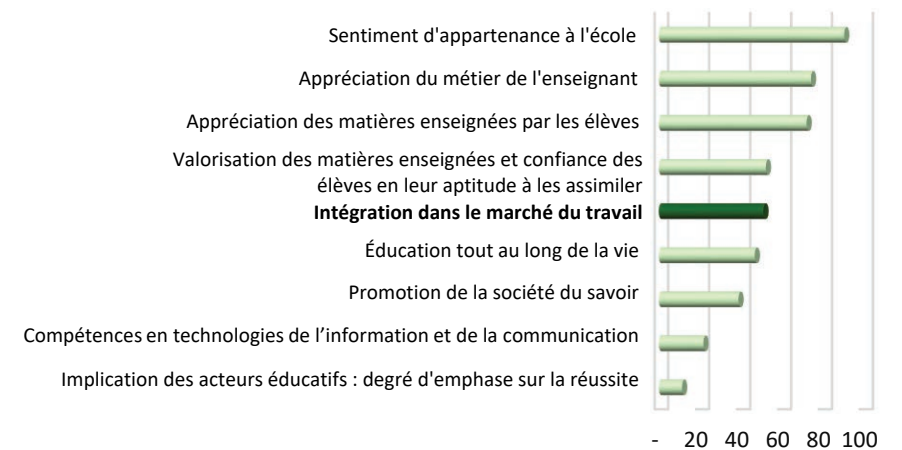 Sentiment d'appartenance à l'école
Appréciation du métier de l'enseignant
Appréciation des matières enseignées par les élèves
Valorisation des matières enseignées et confiance des
élèves en leur aptitude à les assimiler
Intégration dans le marché du travail
Éducation tout au long de la vie
Promotion de la société du savoir
Compétences en technologies de l’information et de la communication
Implication des acteurs éducatifs : degré d'emphase sur la réussite
- 20 40 60 80 100